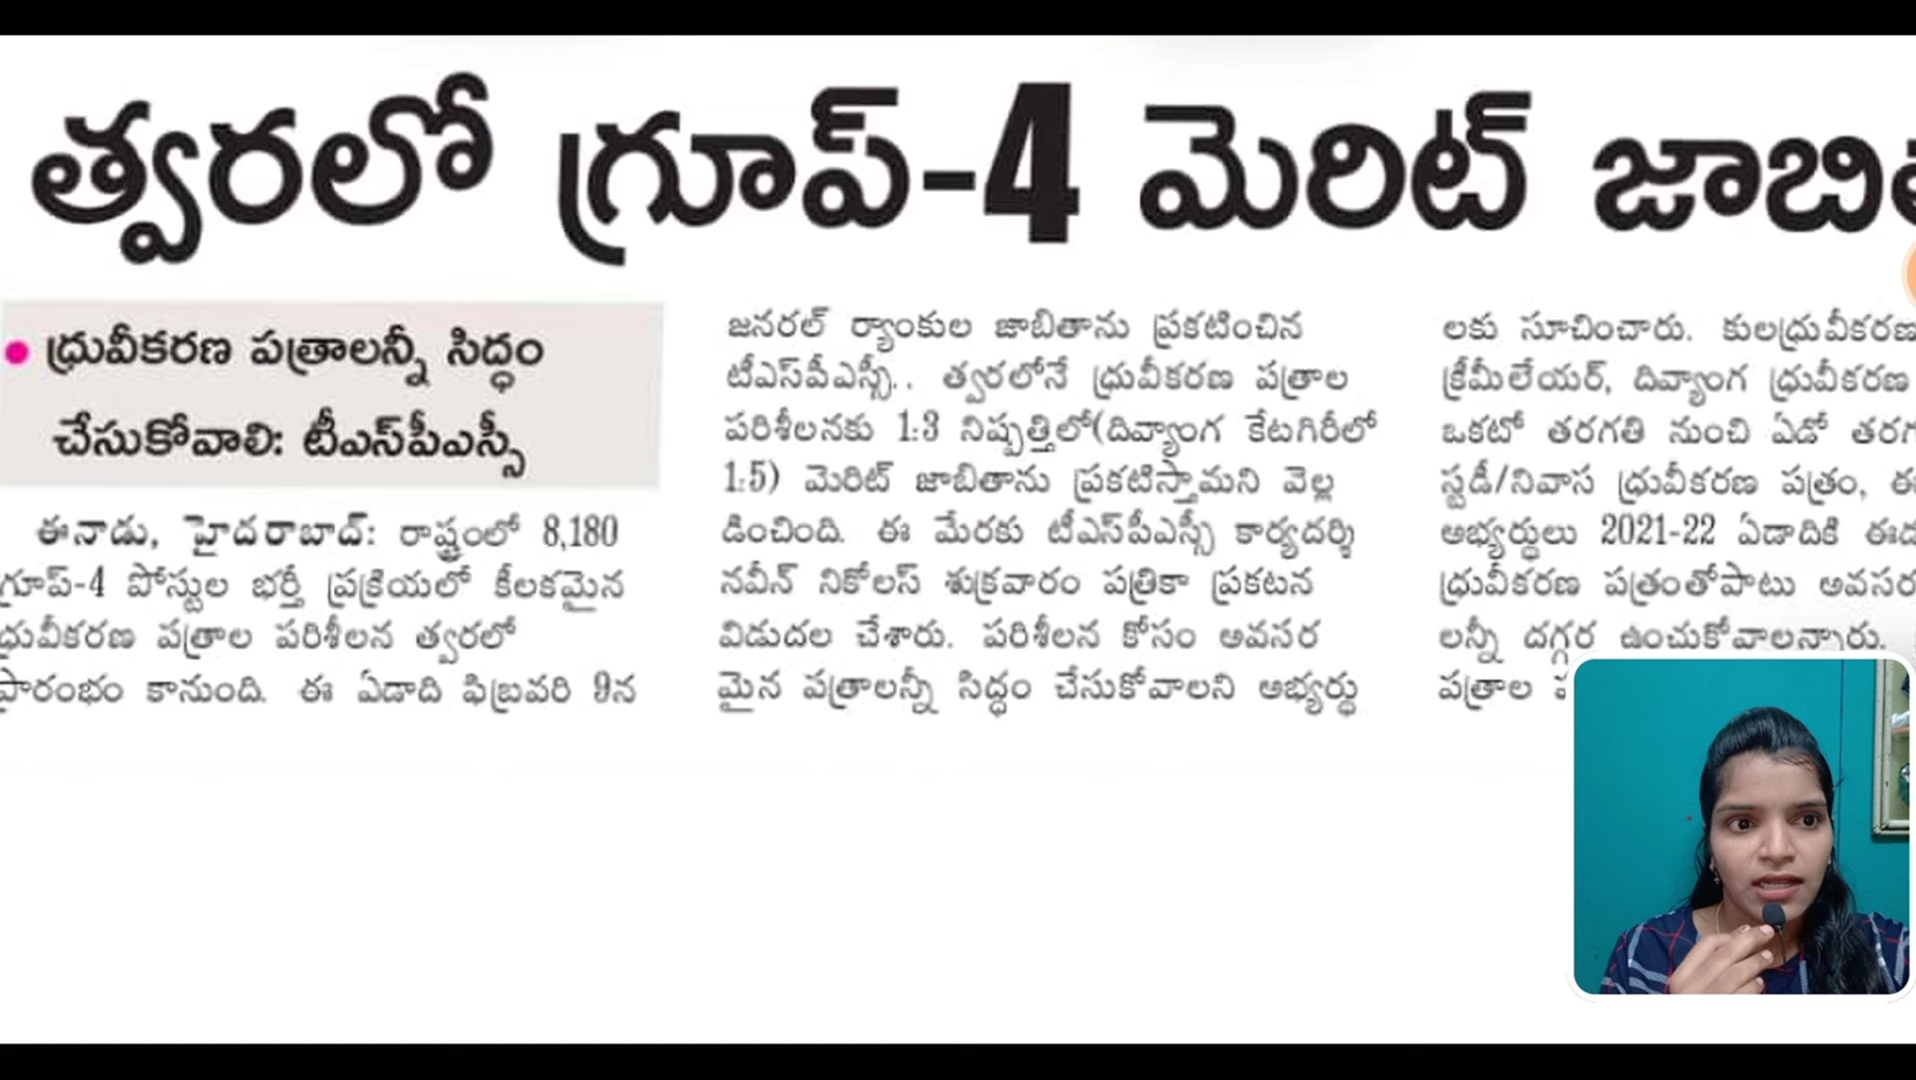 త్వరలో గ్రూప్-4 మెరిట్ జాబిత
• ధ్రువీకరణ పత్రాలన్నీ సిద్ధం
చేసుకోవాలి: టీఎస్‌పీఎస్సీ
ఈనాడు, హైదరాబాద్: రాష్ట్రంలో 8,180
గ్రూప్-4 పోస్టుల భర్తీ ప్రక్రియలో కీలకమైన
ధ్రువీకరణ పత్రాల పరిశీలన త్వరలో
ప్రారంభం కానుంది. ఈ ఏడాది ఫిబ్రవరి 9న
జనరల్ ర్యాంకుల జాబితాను ప్రకటించిన
టీఎస్‌పీఎస్సీ.. త్వరలోనే ధ్రువీకరణ పత్రాల
పరిశీలనకు 1:3 నిష్పత్తిలో(దివ్యాంగ కేటగిరీలో
1:5) మెరిట్ జాబితాను ప్రకటిస్తామని వెల్ల
డించింది. ఈ మేరకు టీఎస్‌పీఎస్సీ కార్యదర్శి
నవీన్ నికోలస్ శుక్రవారం పత్రికా ప్రకటన
విడుదల చేశారు. పరిశీలన కోసం అవసర
మైన పత్రాలన్నీ సిద్ధం చేసుకోవాలని అభ్యర్థు
లకు సూచించారు. కులధ్రువీకరణ
క్రీమీలేయర్, దివ్యాంగ ధ్రువీకరణ
ఒకటో తరగతి నుంచి ఏడో తరగ
స్టడీ/నివాస ధ్రువీకరణ పత్రం, ఈ
అభ్యర్థులు 2021-22 ఏడాదికి ఈడ
ధ్రువీకరణ పత్రంతోపాటు అవసర
లన్నీ దగ్గర ఉంచుకోవాలన్నారు.
పత్రాల